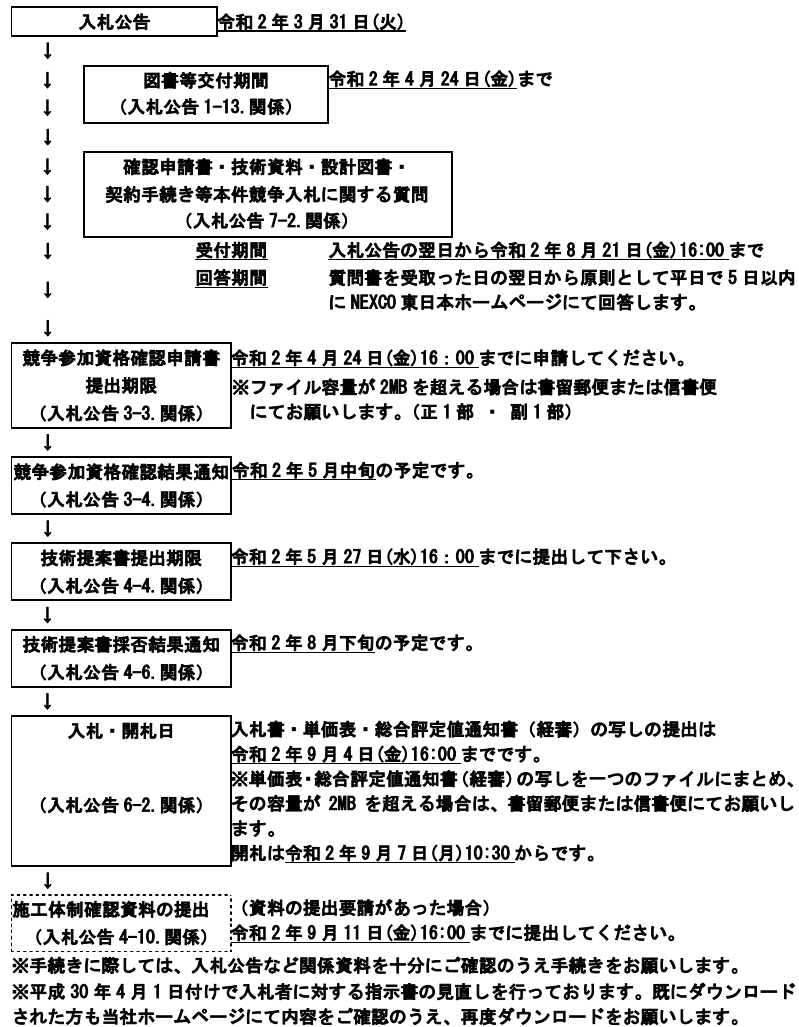 入札公告 令和2年3月31日(火)
↓
↓ 図書等交付期間 令和2年4月24日(金)まで
↓ (入札公告1-13.関係)
↓
↓ 確認申請書・技術資料・設計図書・
↓ 契約手続き等本件競争入札に関する質問
↓ (入札公告7-2.関係)
↓ 受付期間 入札公告の翌日から令和2年8月21日(金)16:00まで
回答期間 質問書を受取った日の翌日から原則として平日で5日以内
↓ にNEXCO東日本ホームページにて回答します。
↓
競争参加資格確認申請書 令和2年4月24日(金)16：00までに申請してください。
提出期限 ※ファイル容量が2MBを超える場合は書留郵便または信書便
(入札公告3-3.関係) にてお願いします。(正1部 ・ 副1部)
↓
競争参加資格確認結果通知 令和2年5月中旬の予定です。
(入札公告3-4.関係)
↓
技術提案書提出期限 令和2年5月27日(水)16：00までに提出して下さい。
(入札公告4-4.関係)
↓
技術提案書採否結果通知 令和2年8月下旬の予定です。
(入札公告4-6.関係)
↓
入札・開札日 入札書・単価表・総合評定値通知書（経審）の写しの提出は
令和2年9月4日(金)16:00までです。
※単価表・総合評定値通知書(経審)の写しを一つのファイルにまとめ、
(入札公告6-2.関係) その容量が 2MB を超える場合は、書留郵便または信書便にてお願いし
ます。
開札は令和2年9月7日(月)10:30からです。
↓
施工体制確認資料の提出 （資料の提出要請があった場合）
(入札公告4-10.関係) 令和2年9月11日(金)16:00までに提出してください。
※手続きに際しては、入札公告など関係資料を十分にご確認のうえ手続きをお願いします。
※平成30年4月1日付けで入札者に対する指示書の見直しを行っております。既にダウンロード
された方も当社ホームページにて内容をご確認のうえ、再度ダウンロードをお願いします。